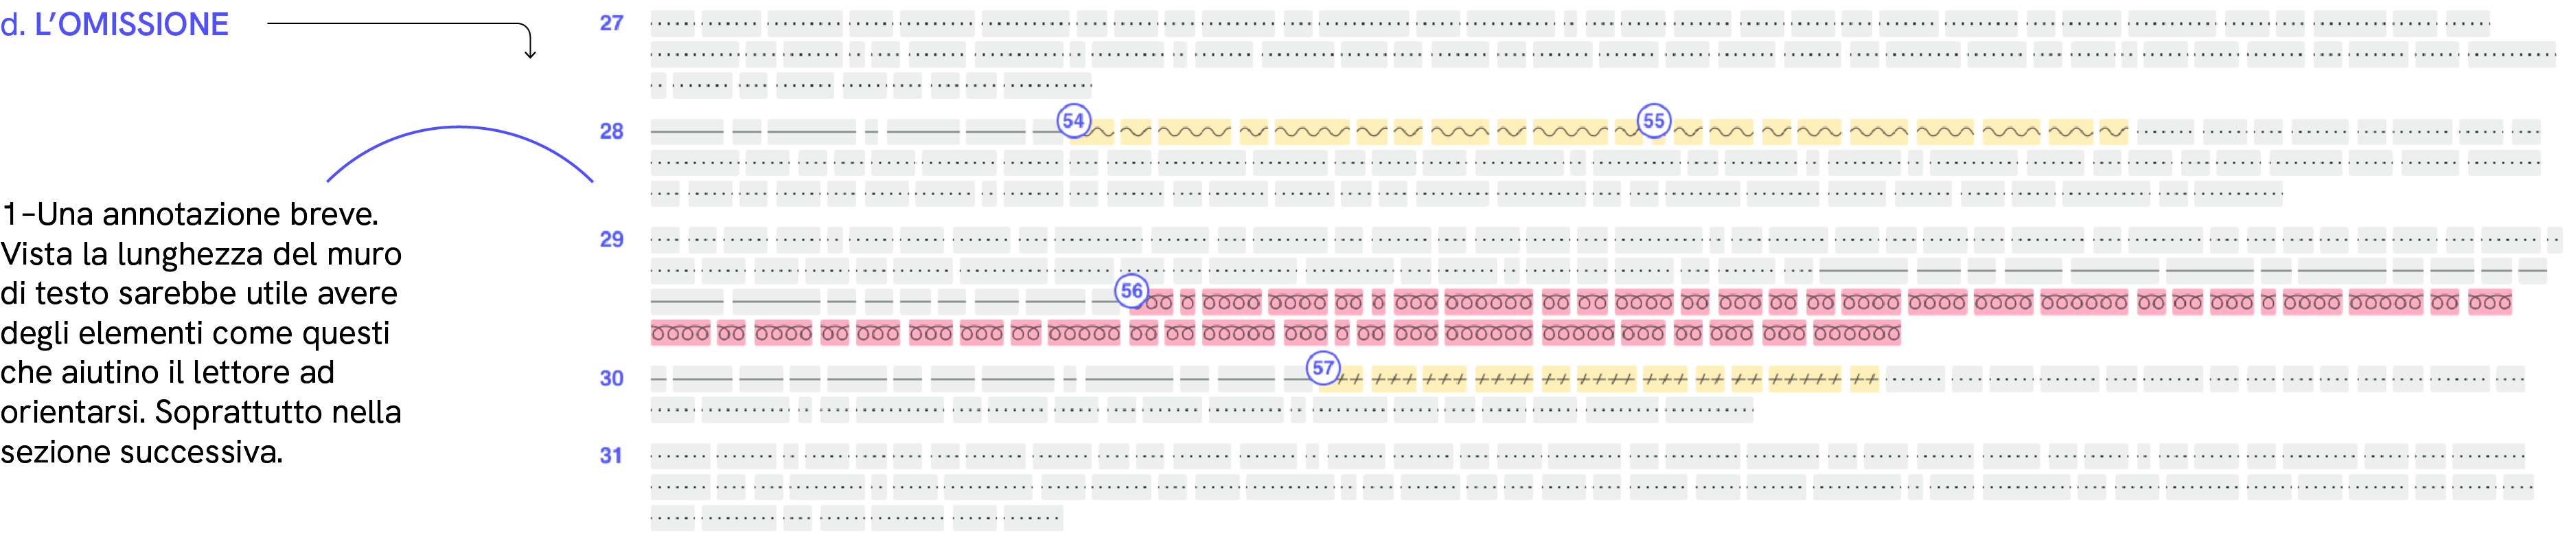 d. L’OMISSIONE
1–Una annotazione breve.
Vista la lunghezza del muro
di testo sarebbe utile avere
degli elementi come questi
che aiutino il lettore ad
orientarsi. Soprattutto nella
sezione successiva.
27
28
54
55
29
56
30
57
31